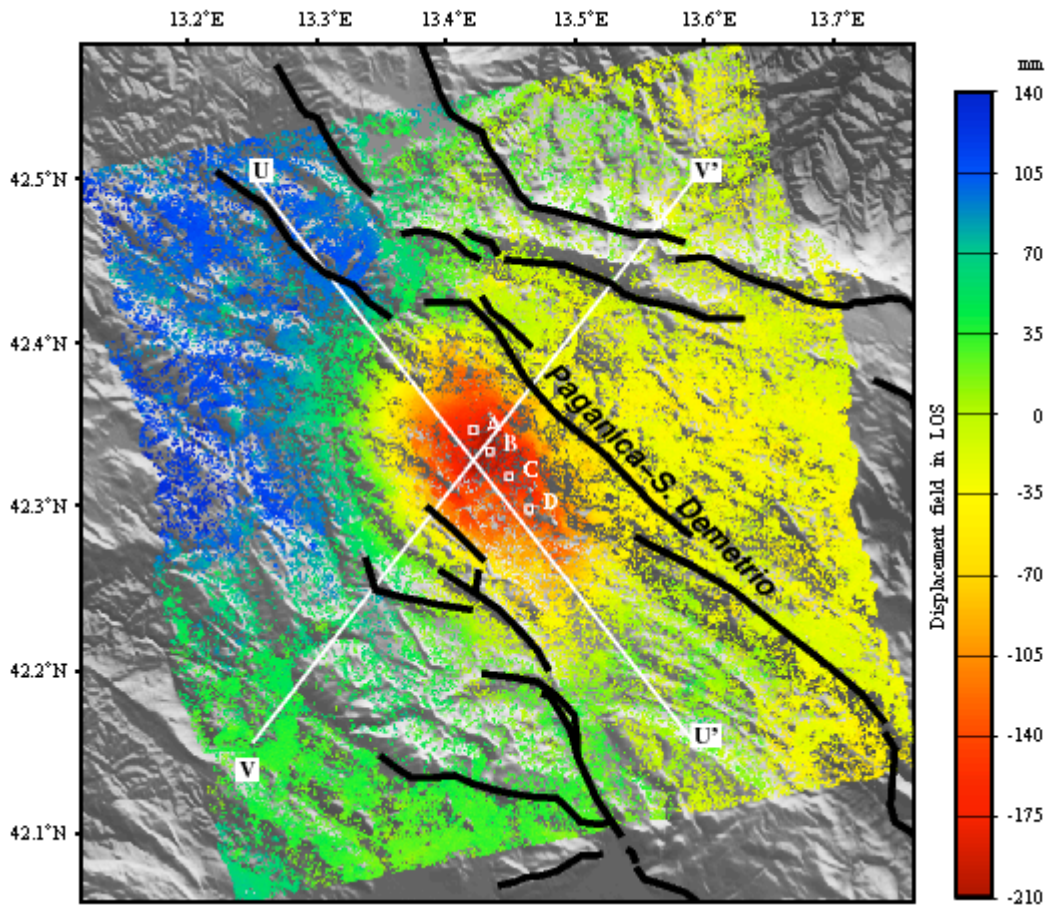 13.2°E 13.3°E 13.4°E 13.5°E 13.6°E 13.7°E
mm
140
U
V'
42.5°N
105
70
42.4°N
35
Paganica-S. Demetrio
0
A
B
C
D
42.3°N
-35
-70
Displacement field in LOS
-105
42.2°N
U'
-140
V
-175
42.1°N
-210